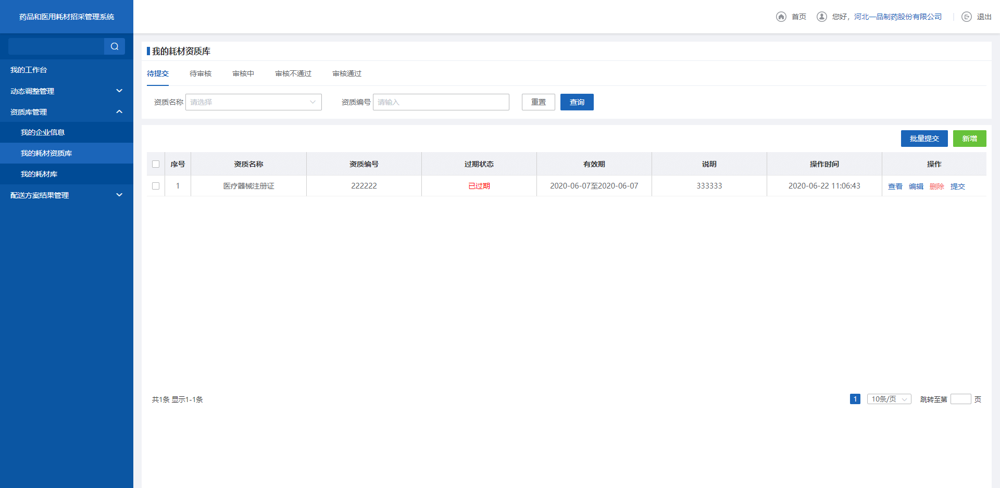 药品和医用耗材招采管理系统
首页 您好，河北一品制药股份有限公司 退出
我的工作台
动态调整管理
资质库管理
我的企业信息
我的耗材资质库
我的耗材库
配送方案结果管理
我的耗材资质库
待提交 待审核 审核中 审核不通过 审核通过
资质名称 请选择 资质编号 请输入 重置 查询
批量提交 新增
序号 资质名称 资质编号 过期状态 有效期 说明 操作时间 操作
1 医疗器械注册证 222222 已过期 2020-06-07至2020-06-07 333333 2020-06-22 11:06:43 查看 编辑 删除 提交
共1条 显示1-1条 1 10条/页 跳转至第 页